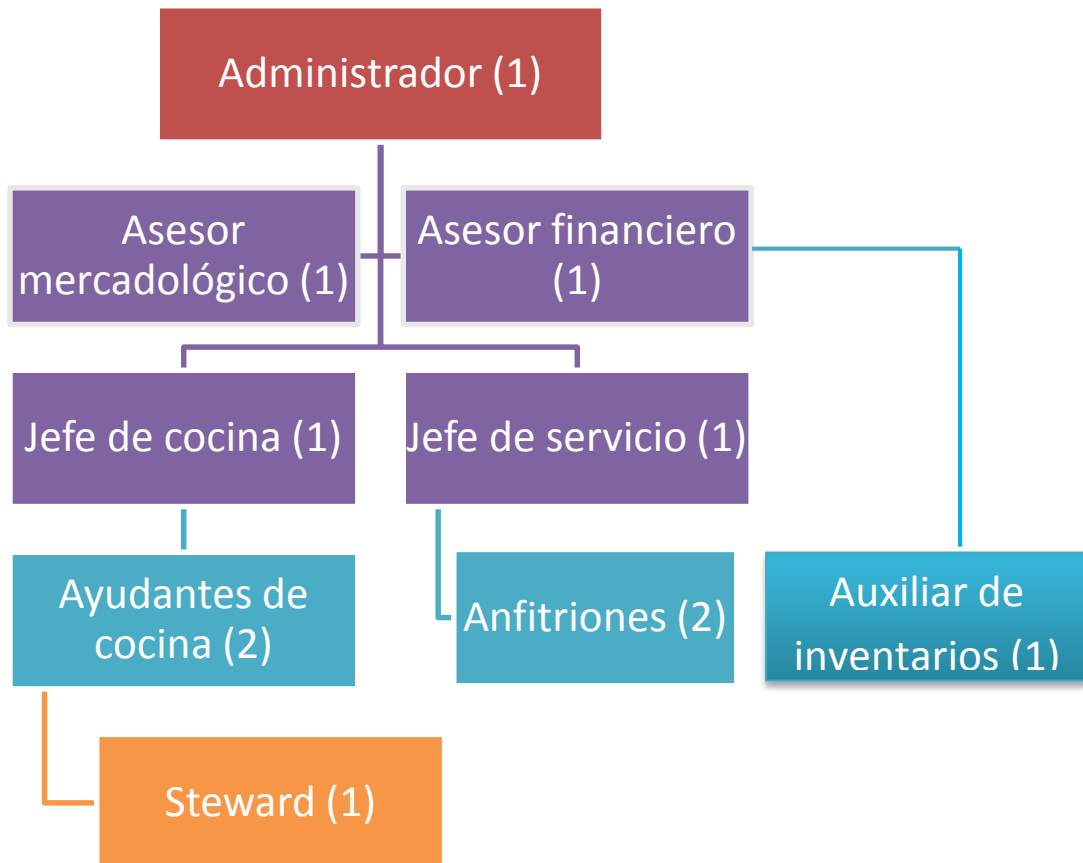 Administrador (1)
Asesor
mercadológico (1)
Asesor financiero
(1)
Jefe de cocina (1)
Jefe de servicio (1)
Ayudantes de
cocina (2)
Anfitriones (2)
Auxiliar de
inventarios (1)
Steward (1)